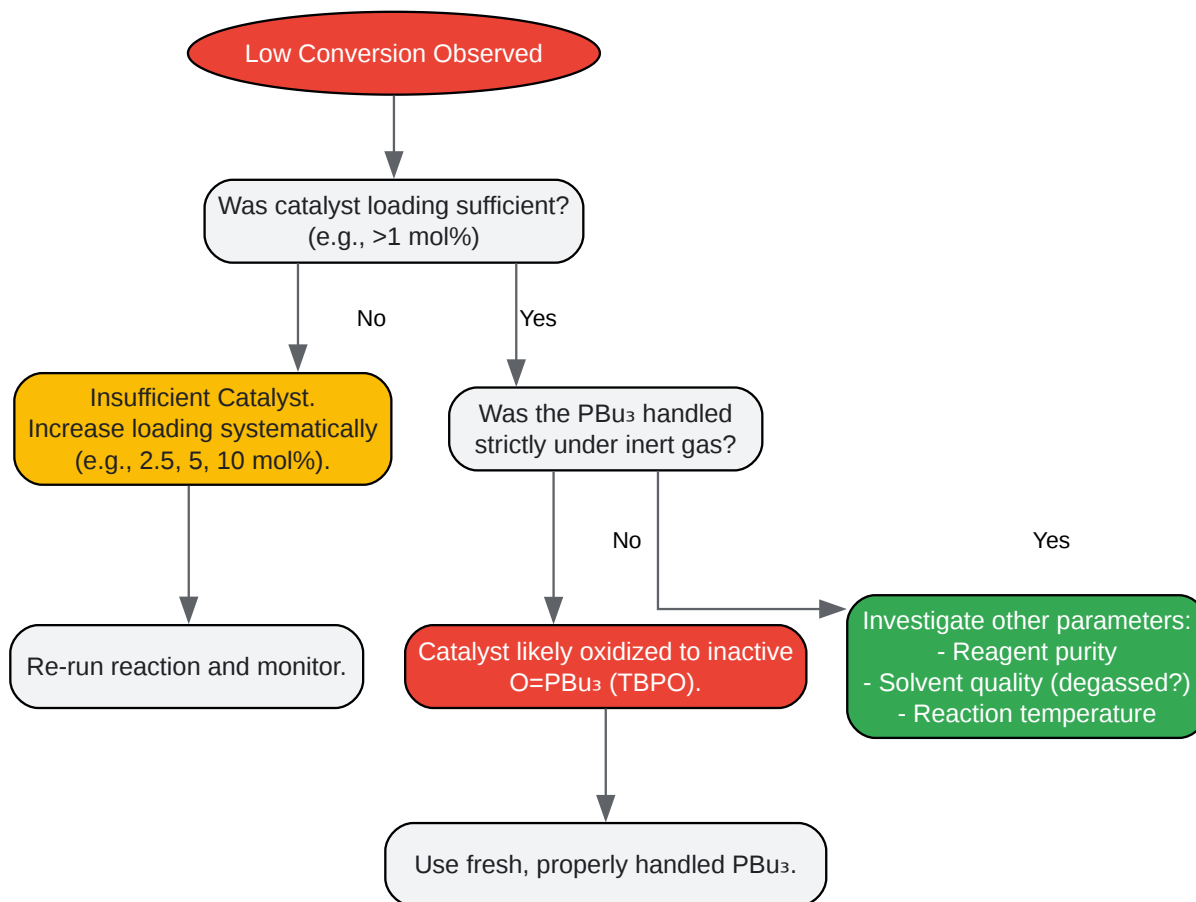 Low Conversion Observed
Was catalyst loading sufficient?
(e.g., >1 mol%)
No
Yes
Insufficient Catalyst.
Increase loading systematically
(e.g., 2.5, 5, 10 mol%).
Was the PBu₃ handled
strictly under inert gas?
No
Yes
Re-run reaction and monitor.
Catalyst likely oxidized to inactive
O=PBu₃ (TBPO).
Investigate other parameters:
- Reagent purity
- Solvent quality (degassed?)
- Reaction temperature
Use fresh, properly handled PBu₃.